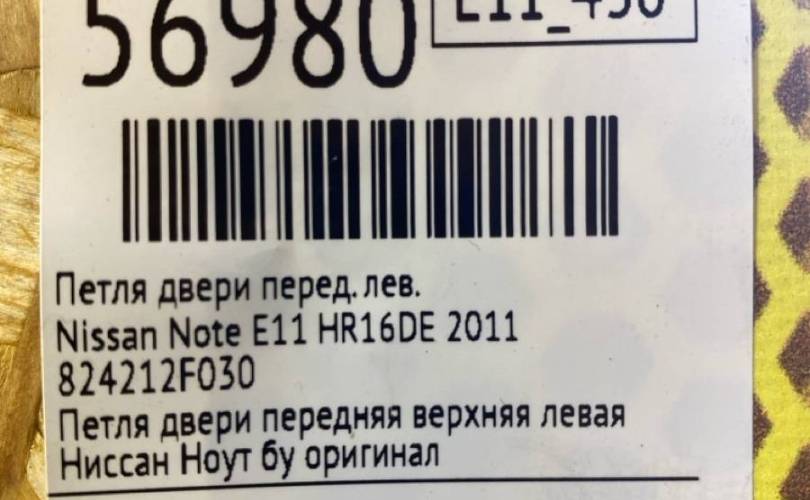 56980
Петля двери перед. лев.
Nissan Note E11 HR16DE 2011
824212F030
Петля двери передняя верхняя левая
Ниссан Ноут бу оригинал